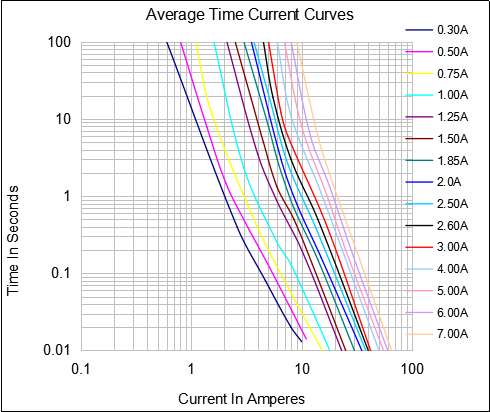 Average Time Current Curves
100
10
1
0.1
0.01
Time In Seconds
0.1
1
10
100
Current In Amperes
0.30A
0.50A
0.75A
1.00A
1.25A
1.50A
1.85A
2.0A
2.50A
2.60A
3.00A
4.00A
5.00A
6.00A
7.00A